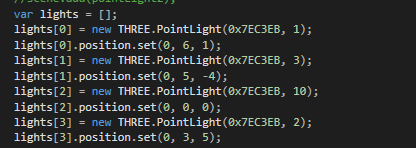 //scene.add(pointLight2);
var lights = [];
lights[0] = new THREE.PointLight(0x7EC3EB, 1);
lights[0].position.set(0, 6, 1);
lights[1] = new THREE.PointLight(0x7EC3EB, 3);
lights[1].position.set(0, 5, -4);
lights[2] = new THREE.PointLight(0x7EC3EB, 10);
lights[2].position.set(0, 0, 0);
lights[3] = new THREE.PointLight(0x7EC3EB, 2);
lights[3].position.set(0, 3, 5);